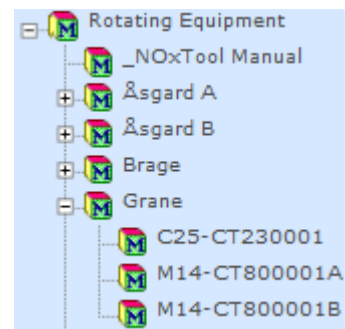 Rotating Equipment
_NOxTool Manual
Åsgard A
Åsgard B
Brage
Grane
C25-CT230001
M14-CT800001A
M14-CT800001B